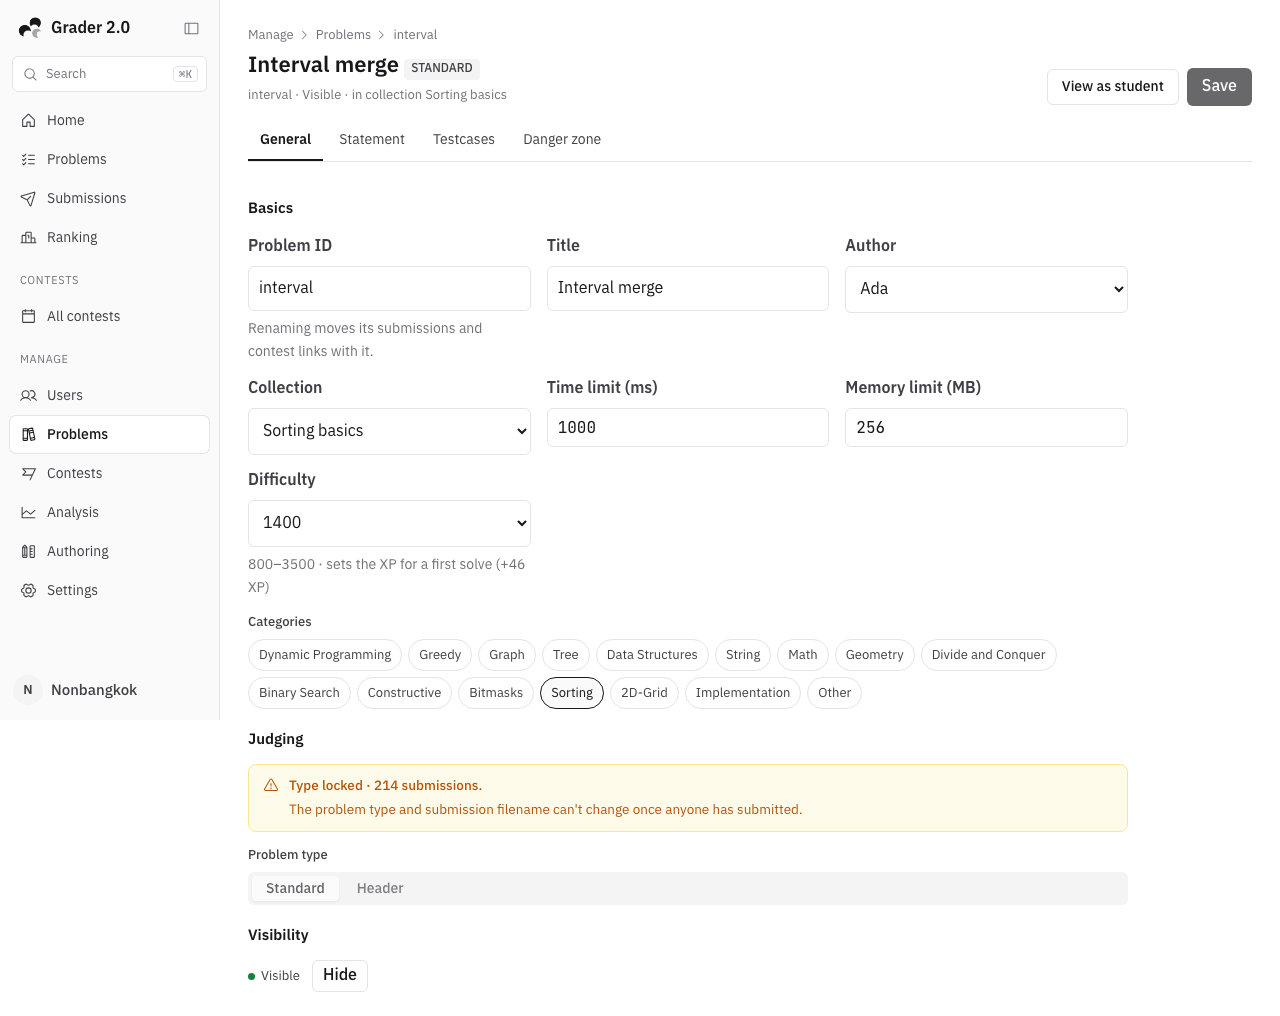 Grader 2.0
Search
⌘K
Home
Problems
Submissions
Ranking
CONTESTS
All contests
MANAGE
Users
Problems
Contests
Analysis
Authoring
Settings
N
Nonbangkok
Manage > Problems > interval
Interval merge STANDARD
interval · Visible · in collection Sorting basics
View as student
Save
General Statement Testcases Danger zone
Basics
Problem ID Title Author
interval Interval merge Ada
Renaming moves its submissions and
contest links with it.
Collection Time limit (ms) Memory limit (MB)
Sorting basics 1000 256
Difficulty
1400
800–3500 · sets the XP for a first solve (+46
XP)
Categories
Dynamic Programming Greedy Graph Tree Data Structures String Math Geometry Divide and Conquer
Binary Search Constructive Bitmasks Sorting 2D-Grid Implementation Other
Judging
Type locked · 214 submissions.
The problem type and submission filename can't change once anyone has submitted.
Problem type
Standard Header
Visibility
Visible Hide